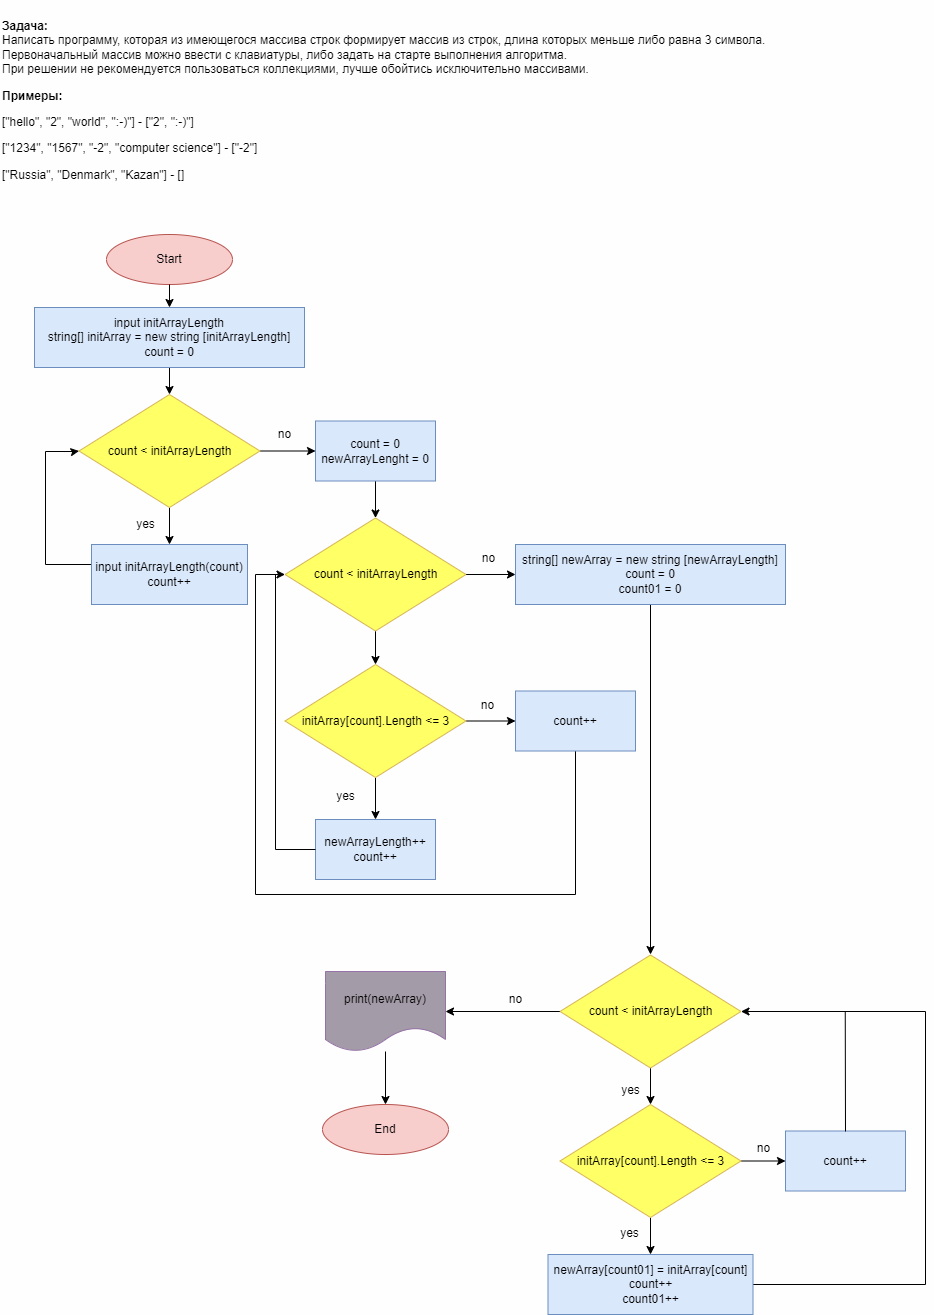 Задача:
Написать программу, которая из имеющегося массива строк формирует массив из строк, длина которых меньше либо равна 3 символа.
Первоначальный массив можно ввести с клавиатуры, либо задать на старте выполнения алгоритма.
При решении не рекомендуется пользоваться коллекциями, лучше обойтись исключительно массивами.
Примеры:
["hello", "2", "world", ":-)"] - ["2", ":-)"]
["1234", "1567", "-2", "computer science"] - ["-2"]
["Russia", "Denmark", "Kazan"] - []
Start
input initArrayLength
string[] initArray = new string [initArrayLength]
count = 0
count < initArrayLength
no
count = 0
newArrayLenght = 0
yes
input initArrayLength(count)
count++
count < initArrayLength
no
string[] newArray = new string [newArrayLength]
count = 0
count01 = 0
initArray[count].Length <= 3
no
count++
yes
newArrayLength++
count++
count < initArrayLength
no
print(newArray)
End
yes
initArray[count].Length <= 3
no
count++
yes
newArray[count01] = initArray[count]
count++
count01++